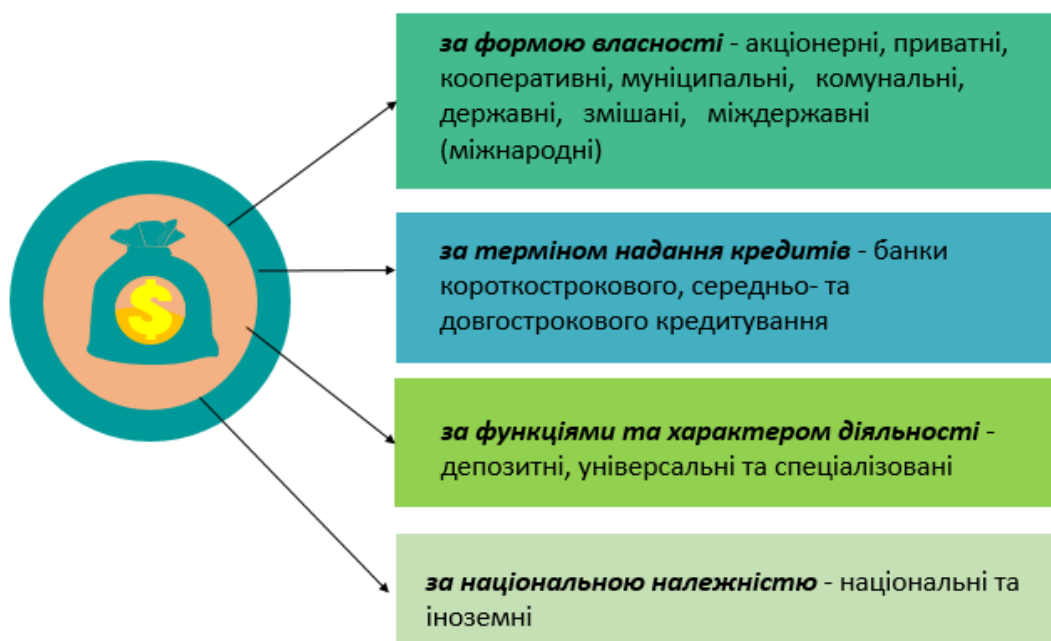 за формою власності - акціонерні, приватні,
кооперативні, муніципальні, комунальні,
державні, змішані, міждержавні
(міжнародні)
за терміном надання кредитів - банки
короткострокового, середньо- та
довгострокового кредитування
$
за функціями та характером діяльності -
депозитні, універсальні та спеціалізовані
за національною належністю - національні та
іноземні